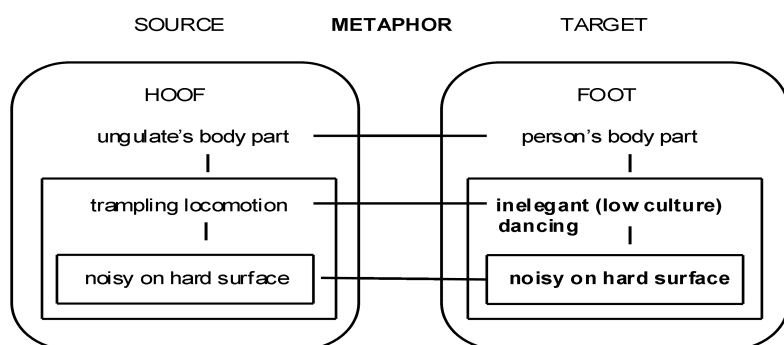 SOURCE METAPHOR TARGET
HOOF FOOT
ungulate's body part person's body part
trampling locomotion inelegant (low culture)
dancing
noisy on hard surface noisy on hard surface